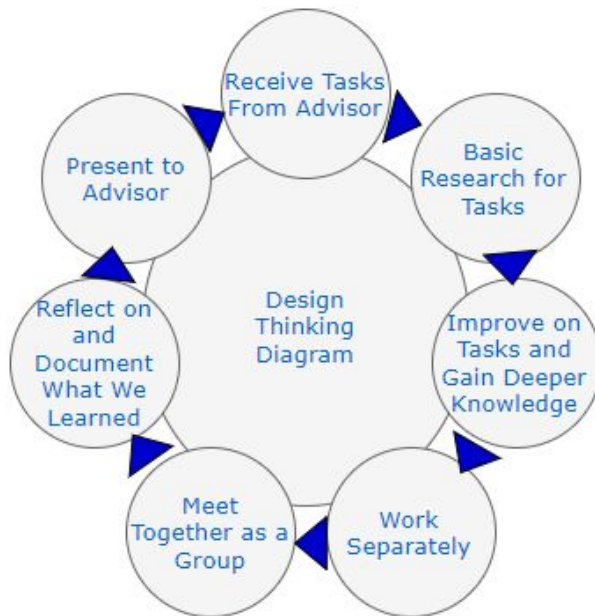 Receive Tasks
From Advisor
Basic
Research for
Tasks
Improve on
Tasks and
Gain Deeper
Knowledge
Work
Separately
Meet
Together as a
Group
Reflect on
and
Document
What We
Learned
Present to
Advisor
Design
Thinking
Diagram